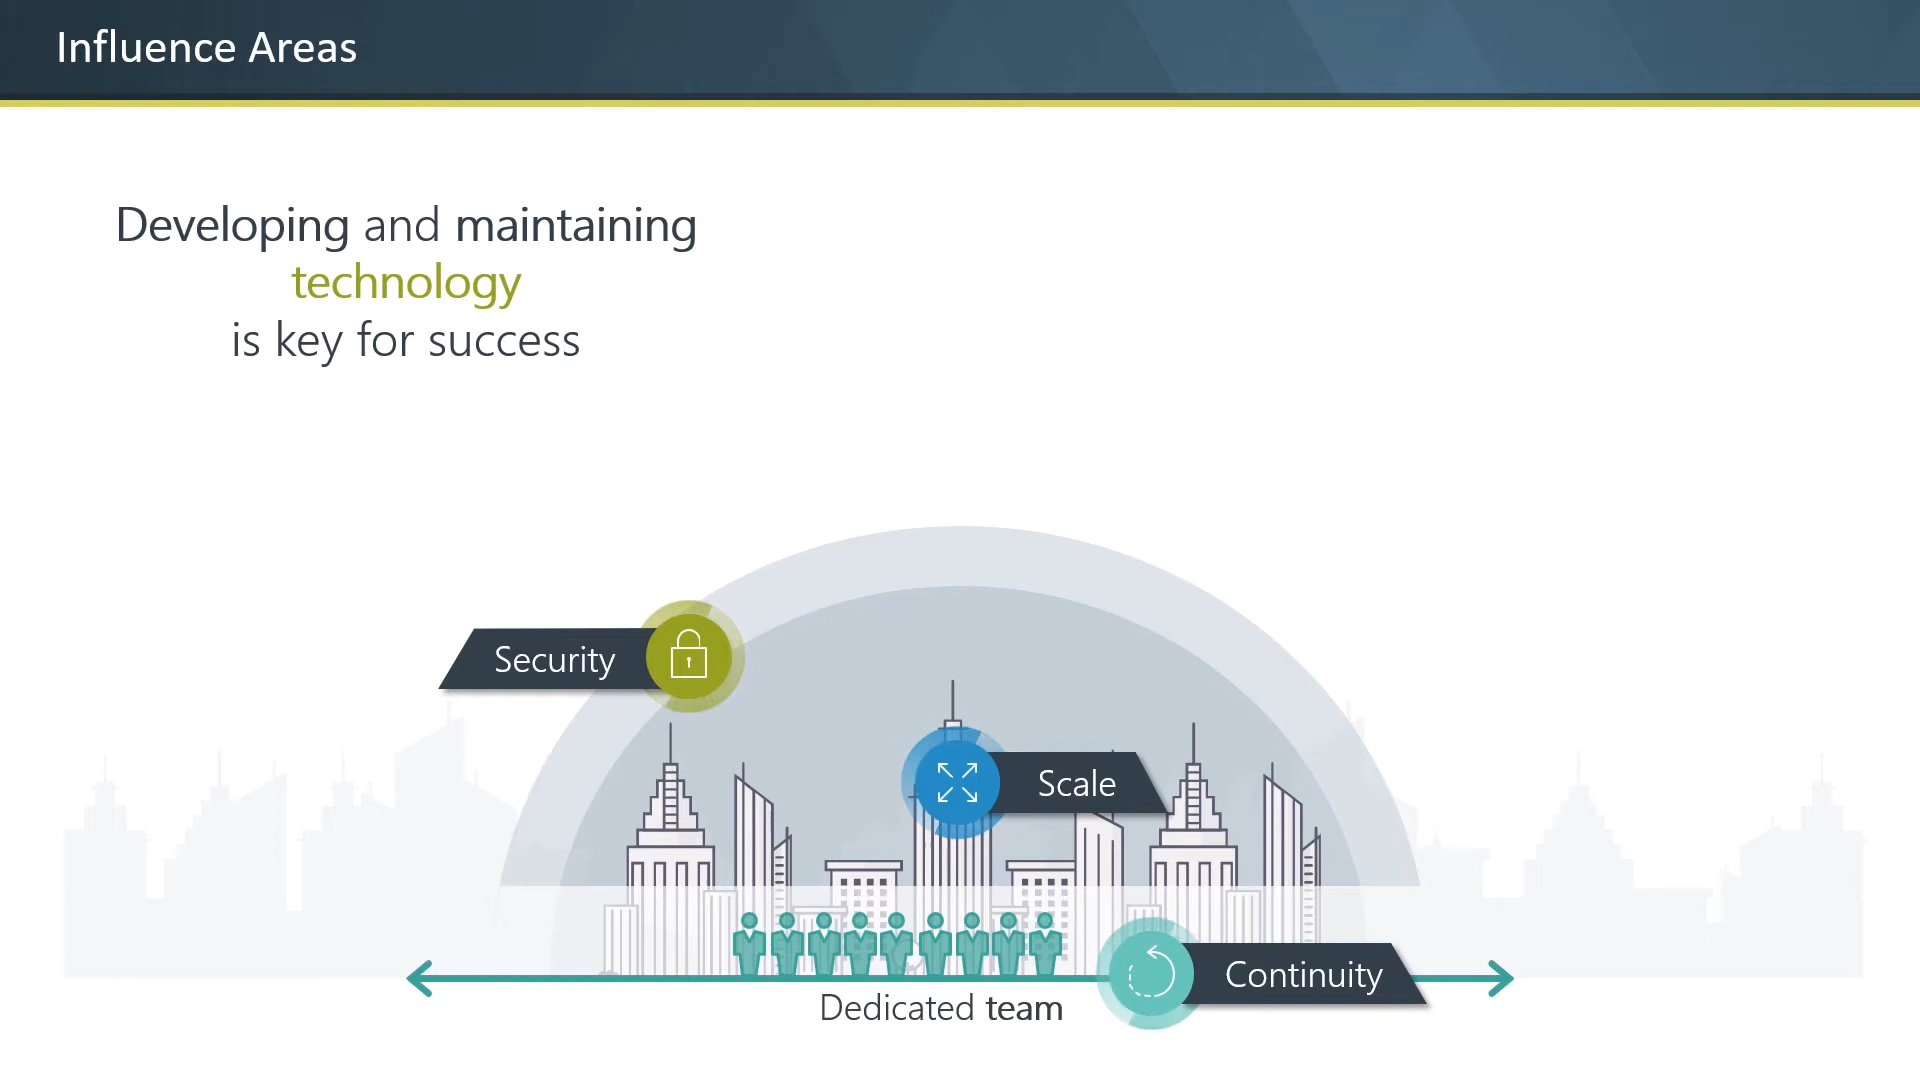 Influence Areas
Developing and maintaining
technology
is key for success
Security
Scale
Continuity
Dedicated team